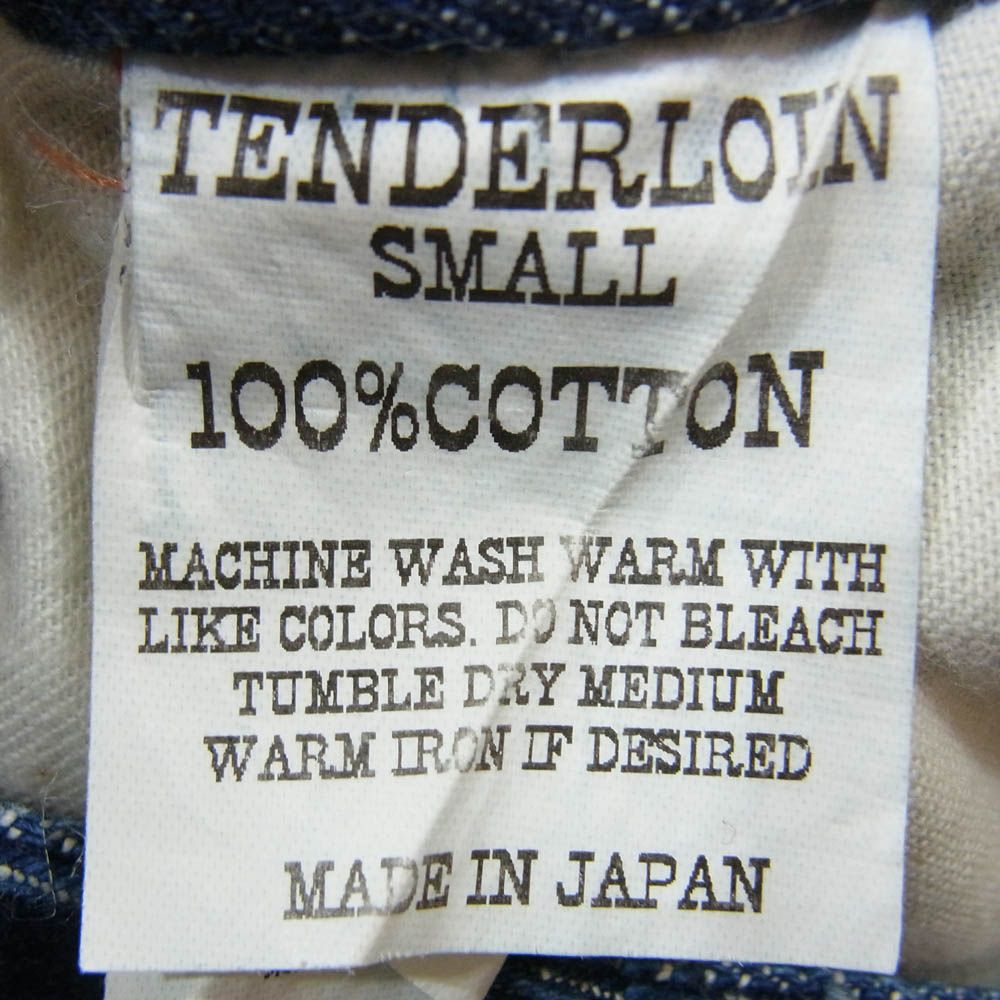 TENDERLOIN
SMALL
100%COTTON
MACHINE WASH WARM WITH
LIKE COLORS. DO NOT BLEACH
TUMBLE DRY MEDIUM
WARM IRON IF DESIRED
MADE IN JAPAN